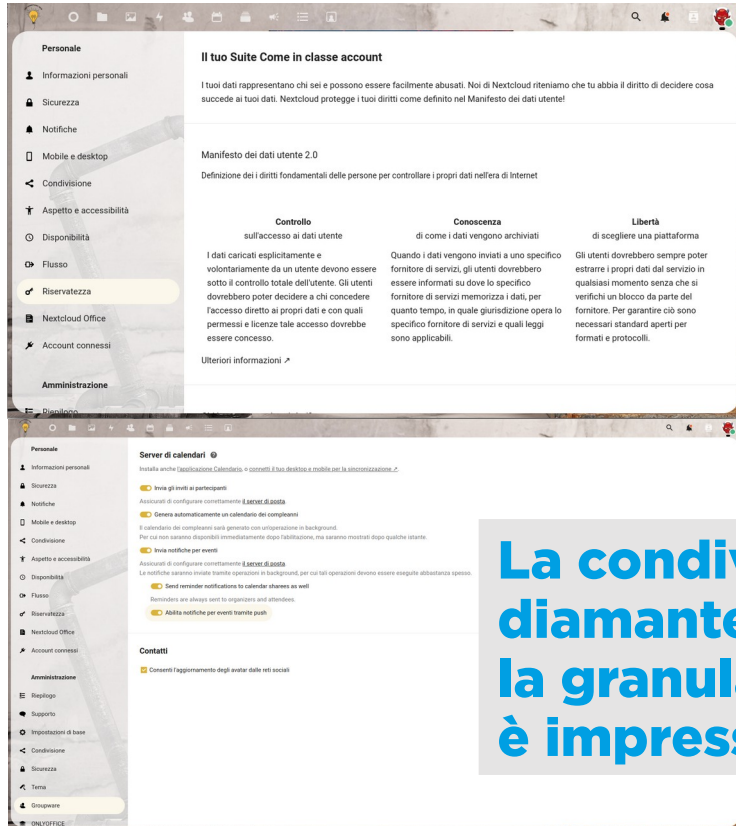 Personale
Informazioni personali
Sicurezza
Notifiche
Mobile e desktop
Condivisione
Aspetto e accessibilità
Disponibilità
Flusso
Riservatezza
Nextcloud Office
Account connessi
Amministrazione
Riepilogo
Il tuo Suite Come in classe account
I tuoi dati rappresentano chi sei e possono essere facilmente abusati. Noi di Nextcloud riteniamo che tu abbia il diritto di decidere cosa
succede ai tuoi dati. Nextcloud protegge i tuoi diritti come definito nel Manifesto dei dati utente!
Manifesto dei dati utente 2.0
Definizione dei i diritti fondamentali delle persone per controllare i propri dati nell'era di Internet
Controllo
sull'accesso ai dati utente
I dati caricati esplicitamente e
volontariamente da un utente devono essere
sotto il controllo totale dell'utente. Gli utenti
dovrebbero poter decidere a chi concedere
l'accesso diretto ai propri dati e con quali
permessi e licenze tale accesso dovrebbe
essere concesso.
Conoscenza
di come i dati vengono archiviati
Quando i dati vengono inviati a uno specifico
fornitore di servizi, gli utenti dovrebbero
essere informati su dove lo specifico
fornitore di servizi memorizza i dati, per
quanto tempo, in quale giurisdizione opera lo
specifico fornitore di servizi e quali leggi
sono applicabili.
Libertà
di scegliere una piattaforma
Gli utenti dovrebbero sempre poter
estrarre i propri dati dal servizio in
qualsiasi momento senza che si
verifichi un blocco da parte del
fornitore. Per garantire ciò sono
necessari standard aperti per
formati e protocolli.
Ulteriori informazioni ↗
Personale
Informazioni personali
Sicurezza
Notifiche
Mobile e desktop
Condivisione
Aspetto e accessibilità
Disponibilità
Flusso
Riservatezza
Nextcloud Office
Account connessi
Amministrazione
Riepilogo
Supporto
Impostazioni di base
Condivisione
Sicurezza
Tema
Groupware
ONLYOFFICE
Server di calendari
Installa anche l'applicazione Calendario, o connetti il tuo desktop e mobile per la sincronizzazione ↗.
Invia gli inviti ai partecipanti
Assicurati di configurare correttamente il server di posta.
Genera automaticamente un calendario dei compleanni
Il calendario dei compleanni sarà generato con un'operazione in background.
Per cui non saranno disponibili immediatamente dopo l'abilitazione, ma saranno mostrati dopo qualche istante.
Invia notifiche per eventi
Assicurati di configurare correttamente il server di posta.
Le notifiche saranno inviate tramite operazioni in background, per cui tali operazioni devono essere eseguite abbastanza spesso.
Send reminder notifications to calendar sharees as well
Reminders are always sent to organizers and attendees.
Abilita notifiche per eventi tramite push
Contatti
Consenti l'aggiornamento degli avatar dalle reti sociali
La condiv
diamante
la granula
è impress